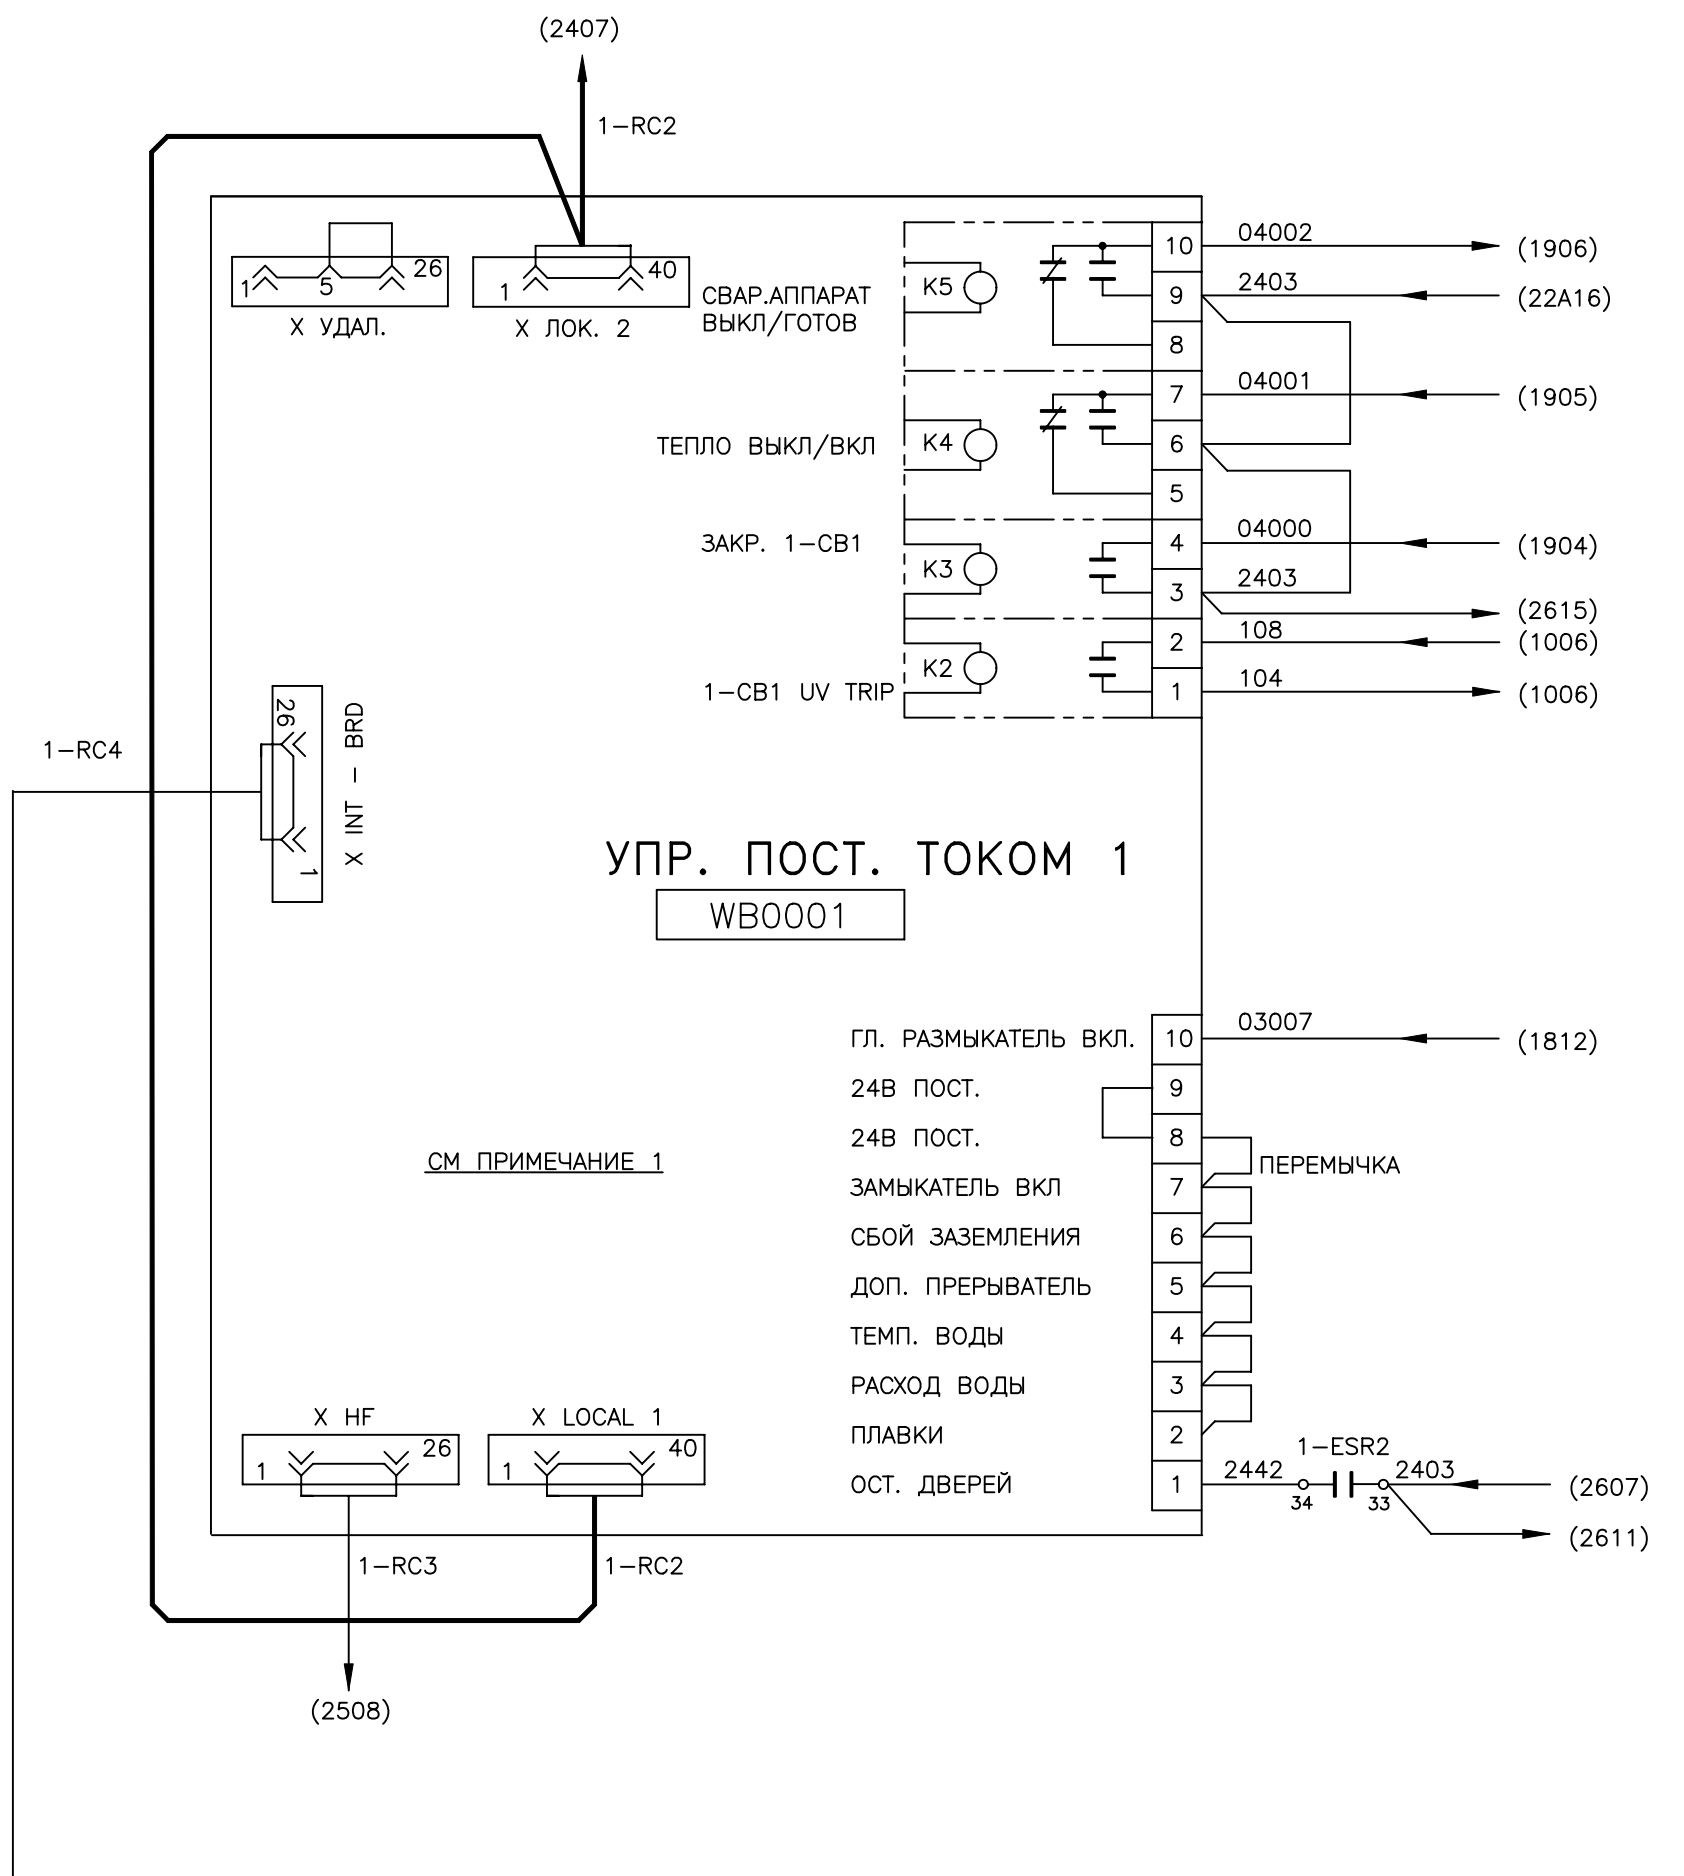 (2407)
1-RC2
1 5 26
Х УДАЛ.
1 40
Х ЛОК. 2
СВАР.АППАРАТ
ВЫКЛ/ГОТОВ
K5
10 04002 (1906)
9 2403 (22A16)
8
ТЕПЛО ВЫКЛ/ВКЛ
K4
7 04001 (1905)
6
5
ЗАКР. 1-СВ1
K3
4 04000 (1904)
3 2403 (2615)
1-CB1 UV TRIP
K2
2 108 (1006)
1 104 (1006)
1-RC4
26
1
X INT - BRD
УПР. ПОСТ. ТОКОМ 1
WB0001
ГЛ. РАЗМЫКАТЕЛЬ ВКЛ. 10 03007 (1812)
24В ПОСТ. 9
24В ПОСТ. 8
ПЕРЕМЫЧКА
СМ ПРИМЕЧАНИЕ 1
ЗАМЫКАТЕЛЬ ВКЛ 7
СБОЙ ЗАЗЕМЛЕНИЯ 6
ДОП. ПРЕРЫВАТЕЛЬ 5
ТЕМП. ВОДЫ 4
РАСХОД ВОДЫ 3
ПЛАВКИ 2
1-ESR2
ОСТ. ДВЕРЕЙ 1 2442 34 33 2403 (2607)
(2611)
X HF
1 26
X LOCAL 1
1 40
1-RC3
1-RC2
(2508)